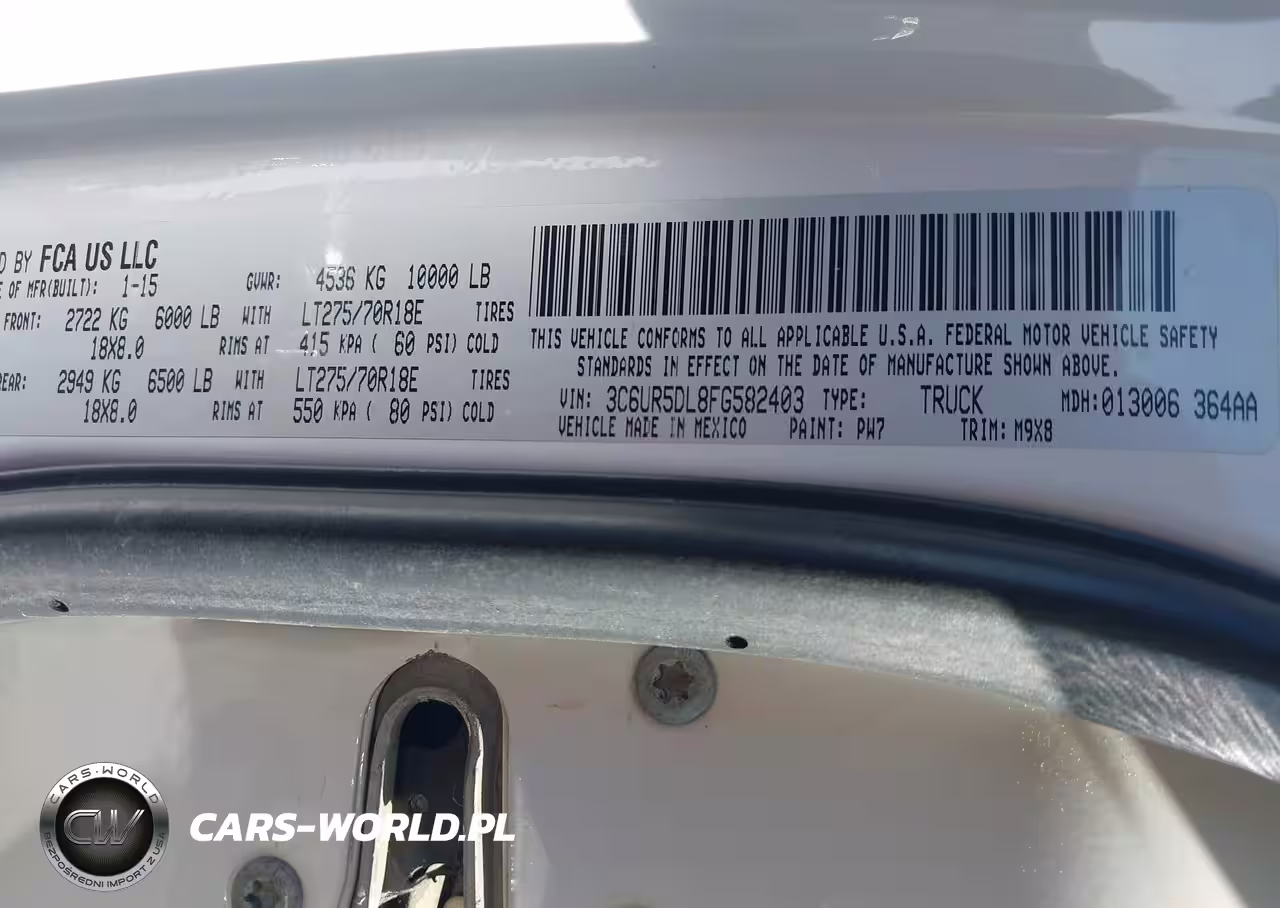 D BY FCA US LLC
E OF MFR(BUILT): 1-15 GVWR: 4536 KG 10000 LB
FRONT: 2722 KG 6000 LB WITH LT275/70R18E TIRES
18X8.0 RIMS AT 415 KPA ( 60 PSI) COLD
REAR: 2949 KG 6500 LB WITH LT275/70R18E TIRES
18X8.0 RIMS AT 550 KPA ( 80 PSI) COLD
THIS VEHICLE CONFORMS TO ALL APPLICABLE U.S.A. FEDERAL MOTOR VEHICLE SAFETY
STANDARDS IN EFFECT ON THE DATE OF MANUFACTURE SHOWN ABOVE.
VIN: 3C6UR5DL8FG582403 TYPE: TRUCK MDH:013006 364AA
VEHICLE MADE IN MEXICO PAINT: PW7 TRIM: M9X8
CARS-WORLD
CW
BEZPOŚREDNI IMPORT Z USA
CARS-WORLD.PL